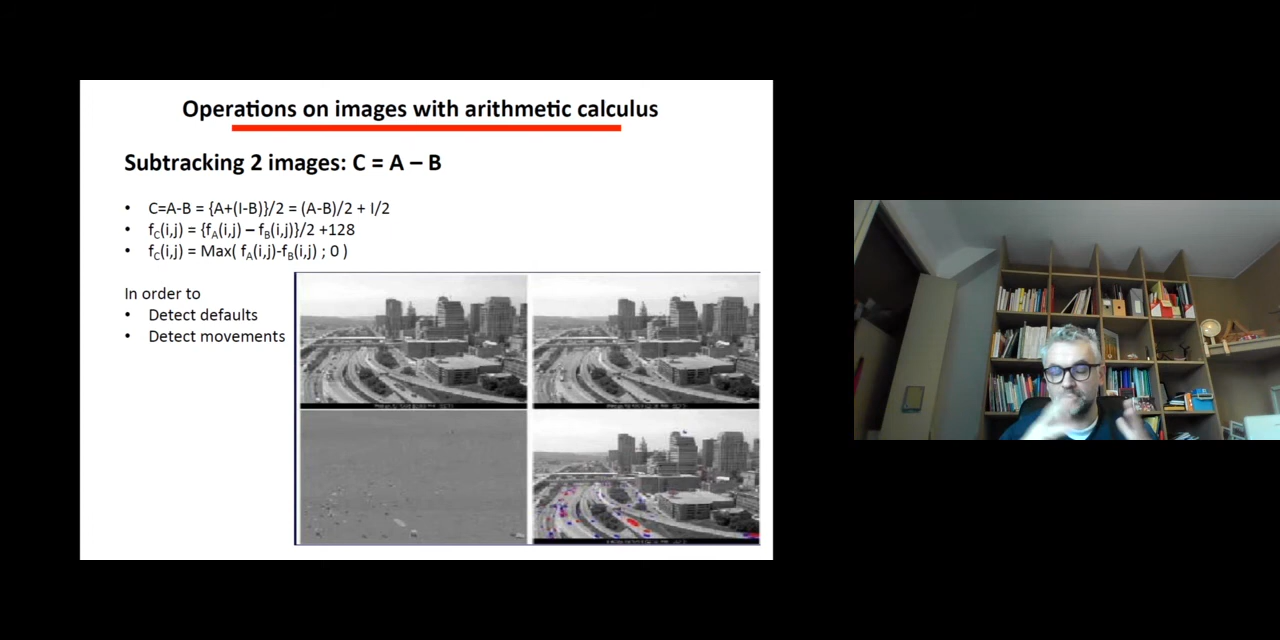 Operations on images with arithmetic calculus
Subtracking 2 images: C = A – B
• C=A-B = {A+(I-B)}/2 = (A-B)/2 + I/2
• fC(i,j) = {fA(i,j) – fB(i,j)}/2 +128
• fC(i,j) = Max( fA(i,j)-fB(i,j) ; 0 )
In order to
• Detect defaults
• Detect movements